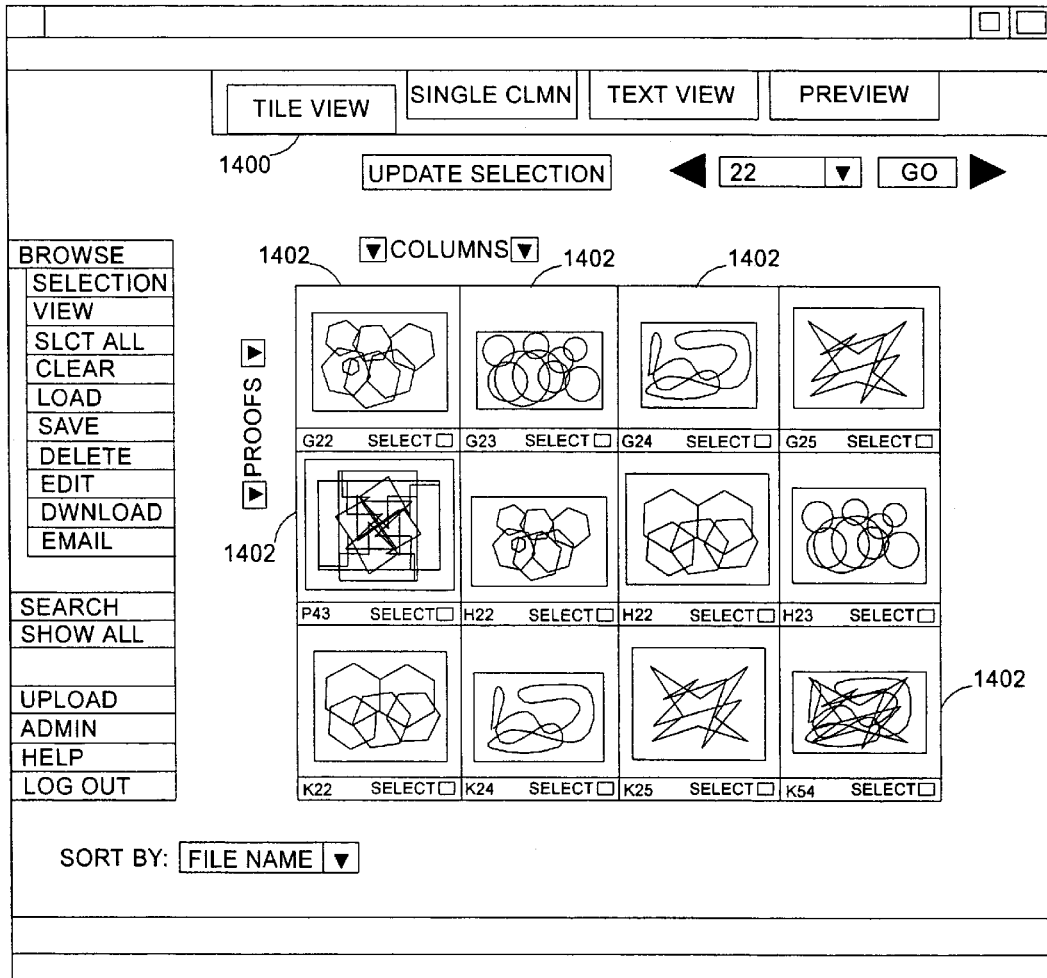 TILE VIEW
SINGLE CLMN
TEXT VIEW
PREVIEW
1400
UPDATE SELECTION
22
GO
BROWSE
SELECTION
VIEW
SLCT ALL
CLEAR
LOAD
SAVE
DELETE
EDIT
DWNLOAD
EMAIL
SEARCH
SHOW ALL
UPLOAD
ADMIN
HELP
LOG OUT
COLUMNS
1402
1402
1402
PROOFS
G22 SELECT
G23 SELECT
G24 SELECT
G25 SELECT
1402
P43 SELECT
H22 SELECT
H22 SELECT
H23 SELECT
1402
K22 SELECT
K24 SELECT
K25 SELECT
K54 SELECT
SORT BY: FILE NAME